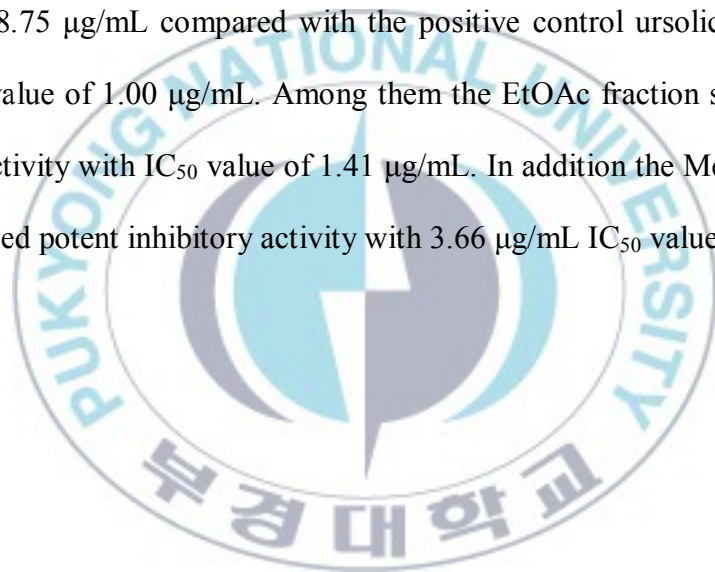 8.75 μg/mL compared with the positive control ursolic
value of 1.00 μg/mL. Among them the EtOAc fraction s
ctivity with IC₅₀ value of 1.41 μg/mL. In addition the Me
ed potent inhibitory activity with 3.66 μg/mL IC₅₀ value
PUKYONG NATIONAL UNIVERSITY
부경대학교